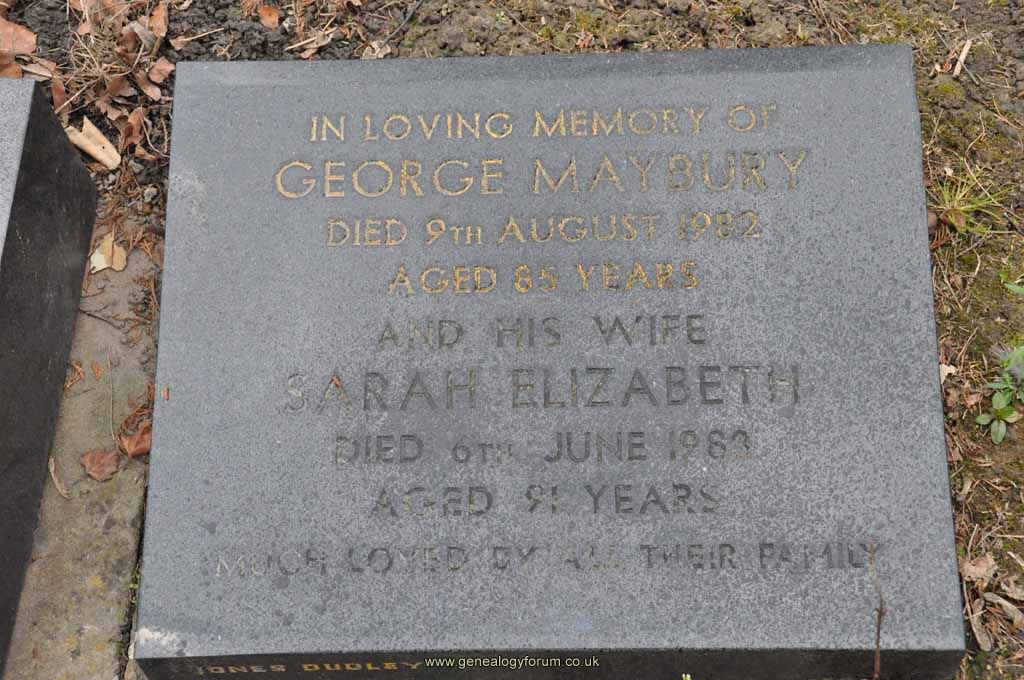 IN LOVING MEMORY OF
GEORGE MAYBURY
DIED 9TH AUGUST 1982
AGED 85 YEARS
AND HIS WIFE
SARAH ELIZABETH
DIED 6TH JUNE 1983
AGED 91 YEARS
MUCH LOVED BY ALL THEIR FAMILY
JONES DUDLEY
www.genealogyforum.co.uk